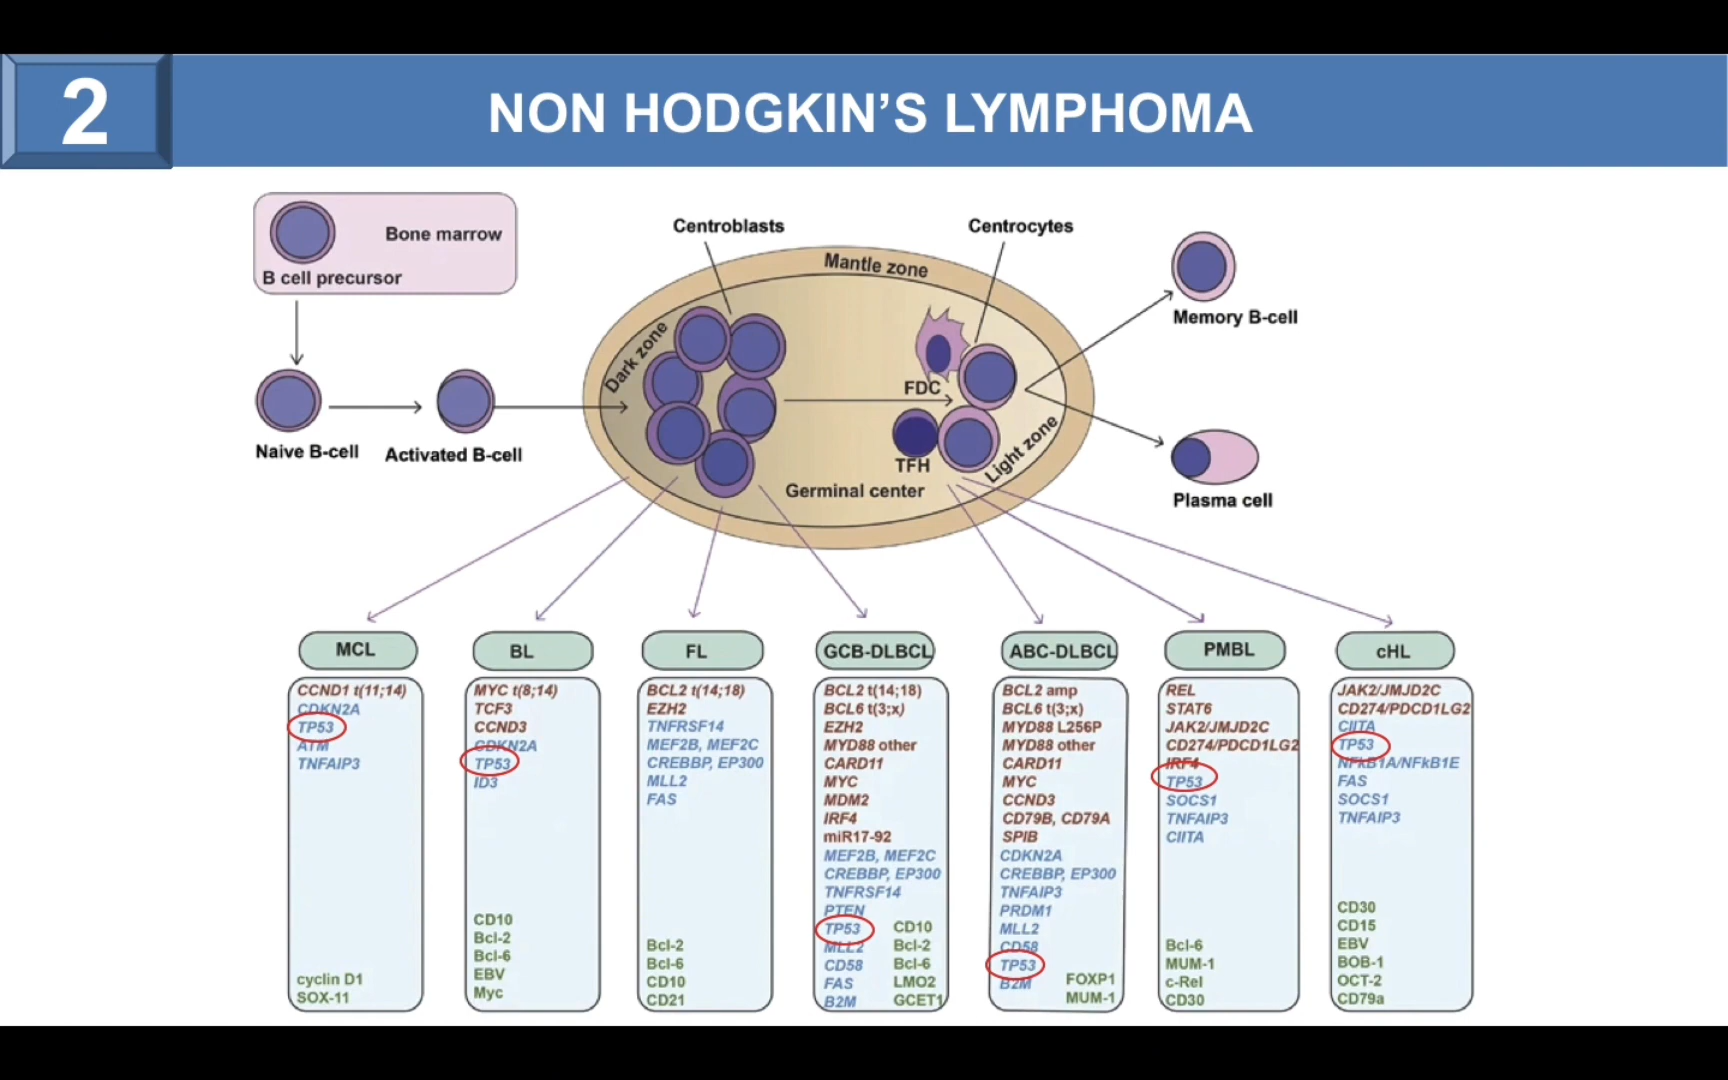 2
NON HODGKIN'S LYMPHOMA
Bone marrow
B cell precursor
Naive B-cell
Activated B-cell
Centroblasts
Centrocytes
Mantle zone
Dark zone
FDC
TFH
Light zone
Germinal center
Memory B-cell
Plasma cell
MCL
CCND1 t(11;14)
CDKN2A
TP53
ATM
TNFAIP3
cyclin D1
SOX-11
BL
MYC t(8;14)
TCF3
CCND3
CDKN2A
TP53
ID3
CD10
Bcl-2
Bcl-6
EBV
Myc
FL
BCL2 t(14;18)
EZH2
TNFRSF14
MEF2B, MEF2C
CREBBP, EP300
MLL2
FAS
Bcl-2
Bcl-6
CD10
CD21
GCB-DLBCL
BCL2 t(14;18)
BCL6 t(3;x)
EZH2
MYD88 other
CARD11
MYC
MDM2
IRF4
miR17-92
MEF2B, MEF2C
CREBBP, EP300
TNFRSF14
PTEN
TP53
MLL2
CD58
FAS
B2M
CD10
Bcl-2
Bcl-6
LMO2
GCET1
ABC-DLBCL
BCL2 amp
BCL6 t(3;x)
MYD88 L256P
MYD88 other
CARD11
MYC
CCND3
CD79B, CD79A
SPIB
CDKN2A
CREBBP, EP300
TNFAIP3
PRDM1
MLL2
CD58
TP53
B2M
FOXP1
MUM-1
PMBL
REL
STAT6
JAK2/JMJD2C
CD274/PDCD1LG2
IRF4
TP53
SOCS1
TNFAIP3
CIITA
Bcl-6
MUM-1
c-Rel
CD30
cHL
JAK2/JMJD2C
CD274/PDCD1LG2
CIITA
TP53
NFkB1A/NFkB1E
FAS
SOCS1
TNFAIP3
CD30
CD15
EBV
BOB-1
OCT-2
CD79a